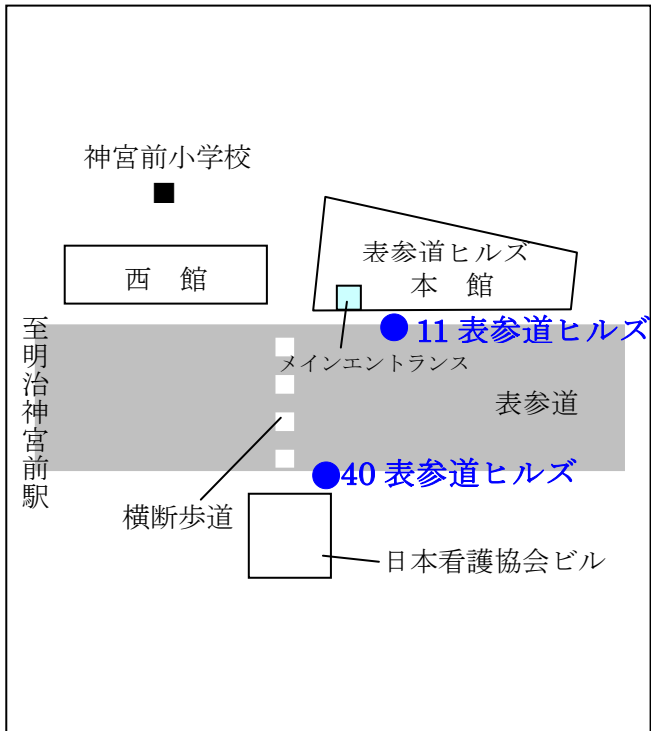 神宮前小学校
表参道ヒルズ
西 館
本 館
11 表参道ヒルズ
至明治神宮前駅
メインエントランス
表参道
40 表参道ヒルズ
横断歩道
日本看護協会ビル